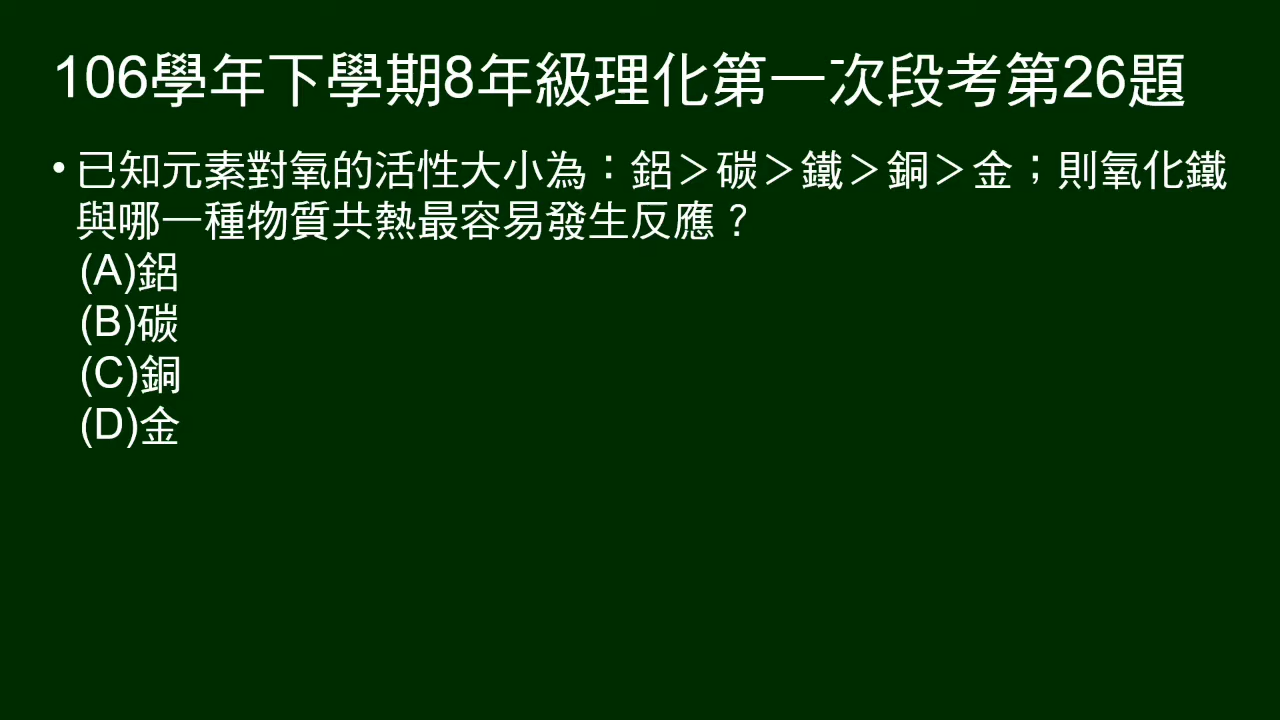 106學年下學期8年級理化第一次段考第26題
• 已知元素對氧的活性大小為：鋁＞碳＞鐵＞銅＞金；則氧化鐵
與哪一種物質共熱最容易發生反應？
(A)鋁
(B)碳
(C)銅
(D)金